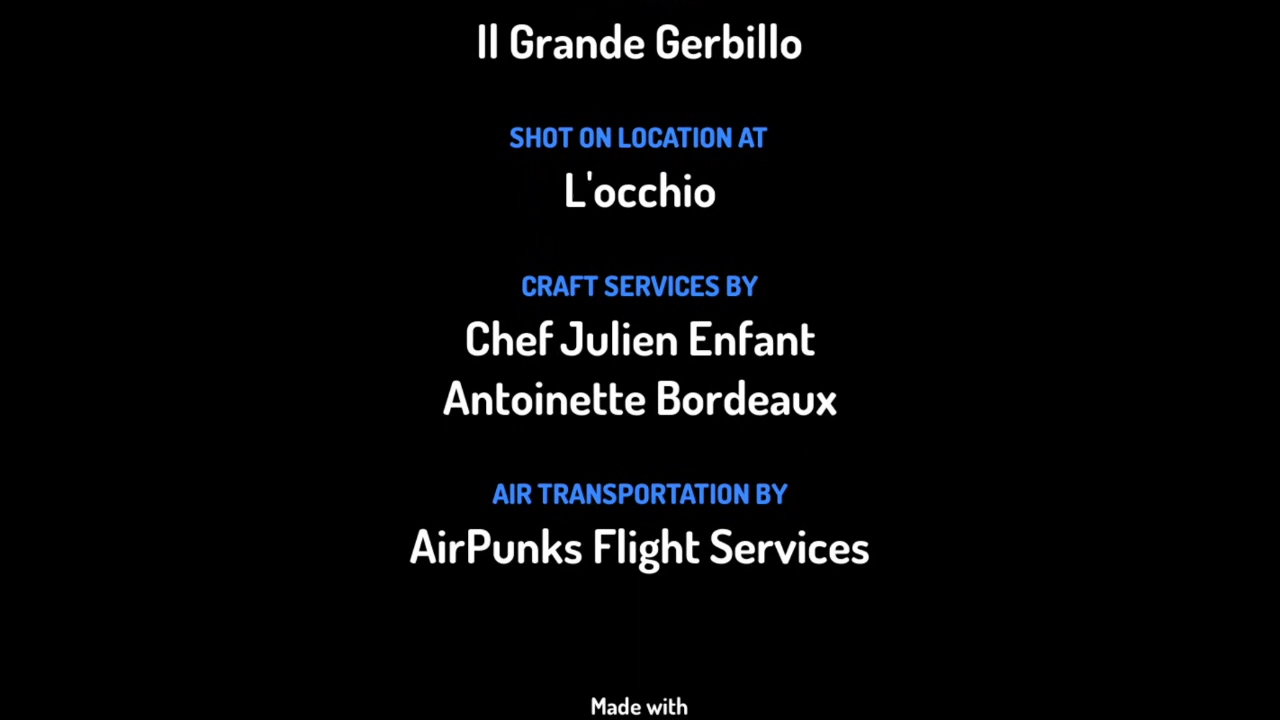 Il Grande Gerbillo
SHOT ON LOCATION AT
L'occhio
CRAFT SERVICES BY
Chef Julien Enfant
Antoinette Bordeaux
AIR TRANSPORTATION BY
AirPunks Flight Services
Made with